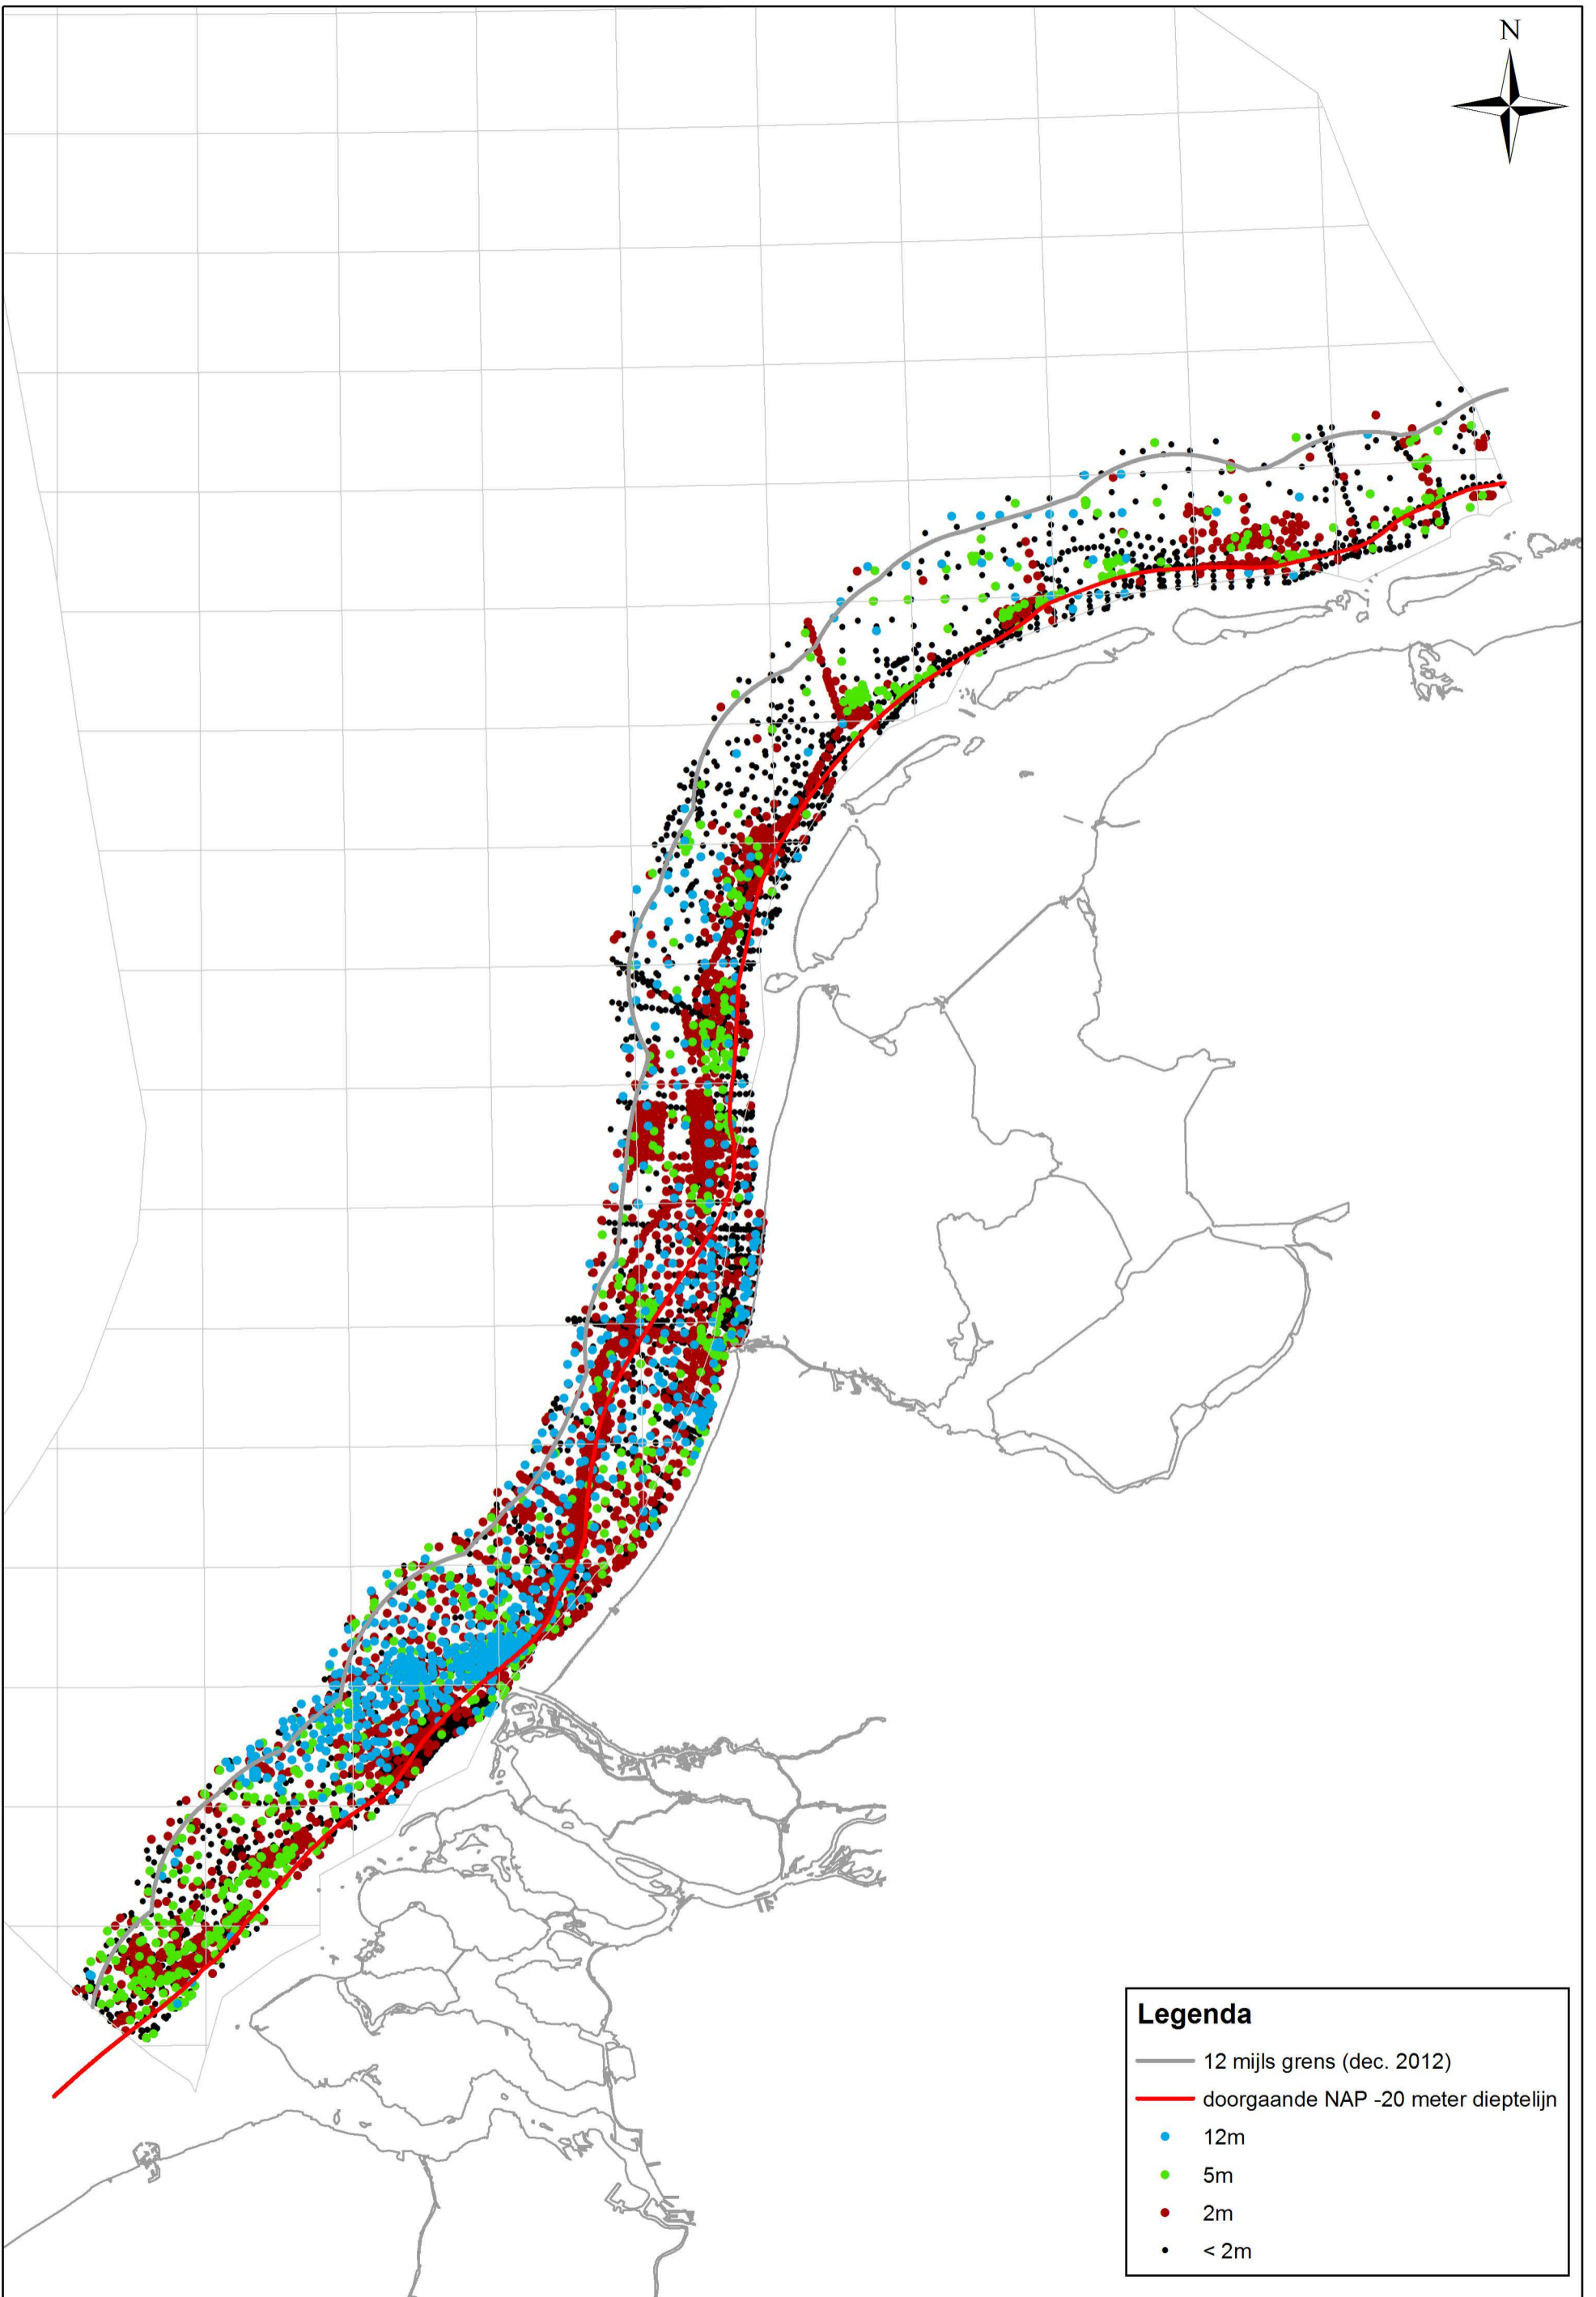 N
Legenda
12 mijls grens (dec. 2012)
doorgaande NAP -20 meter dieptelijn
12m
5m
2m
< 2m